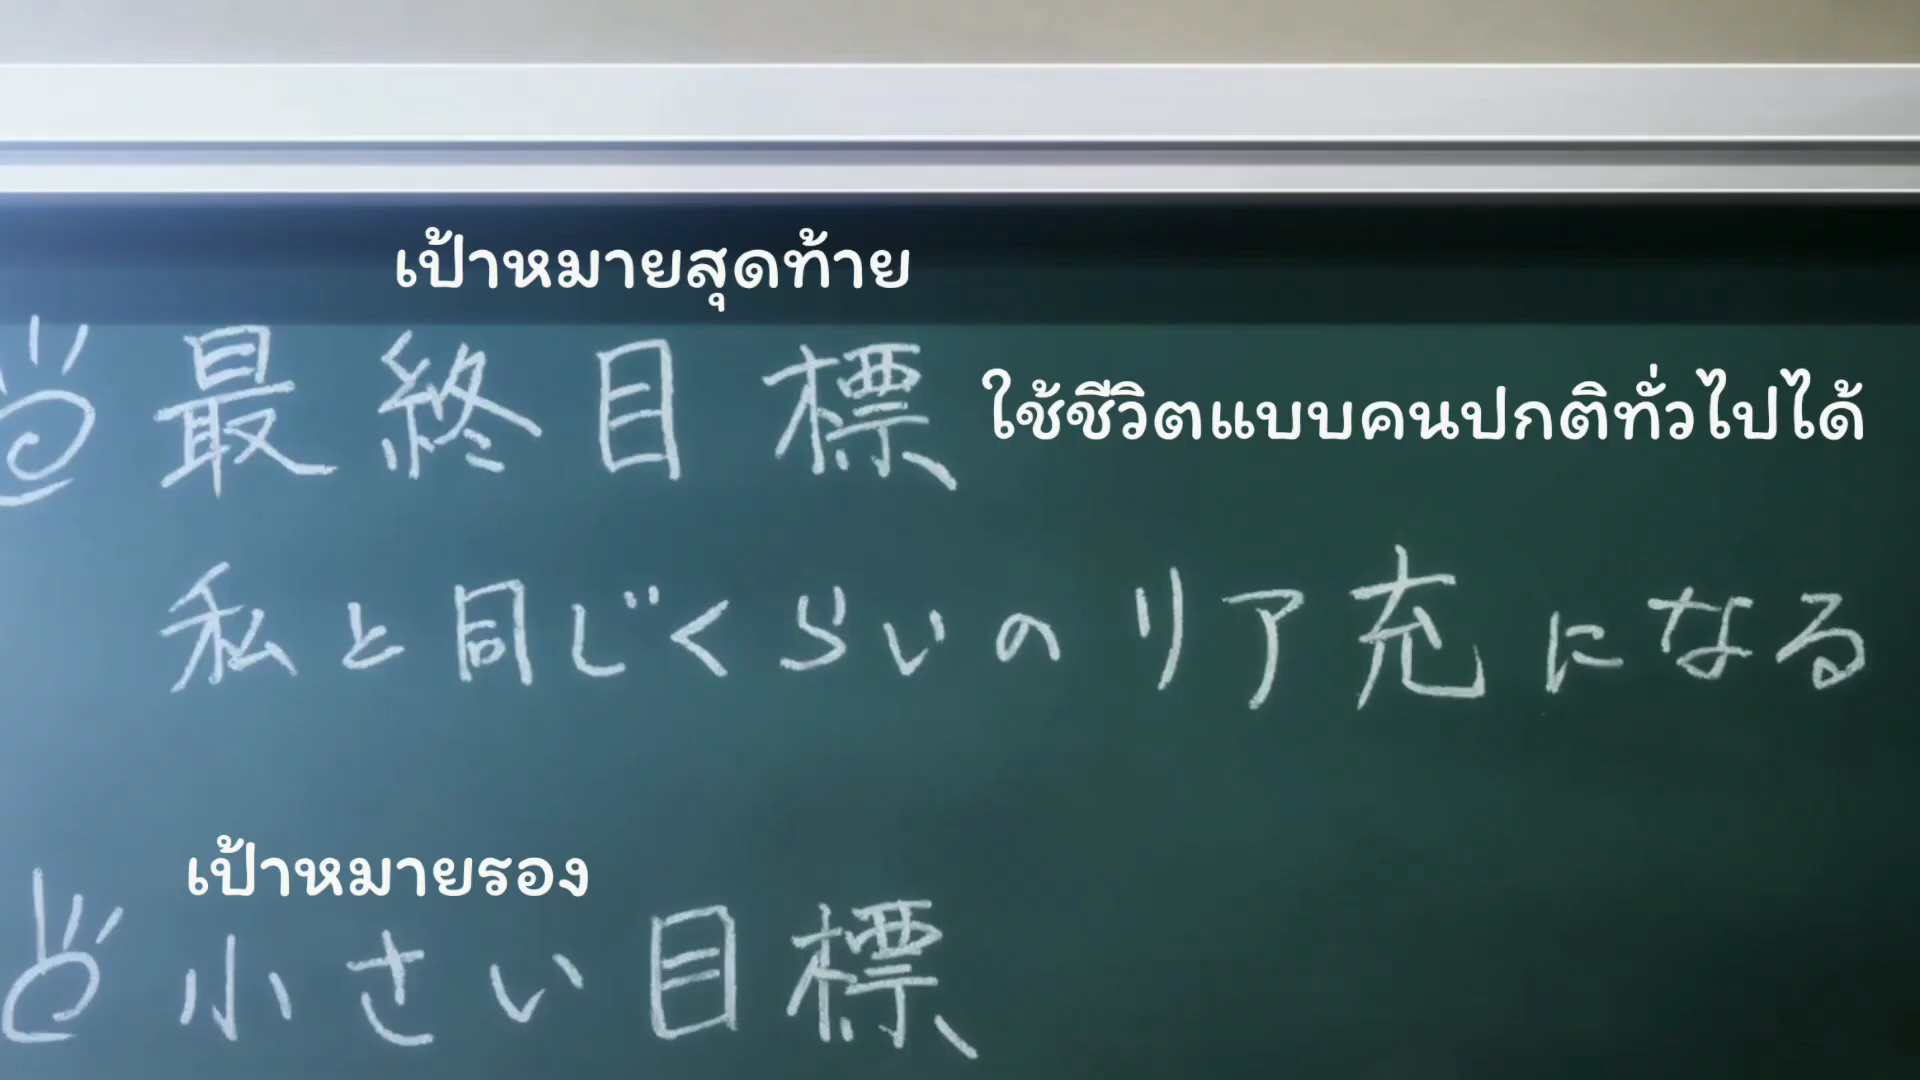 เป้าหมายสุดท้าย
最終目標
ใช้ชีวิตแบบคนปกติทั่วไปได้
私と同じくらいのリア充になる
เป้าหมายรอง
小さい目標